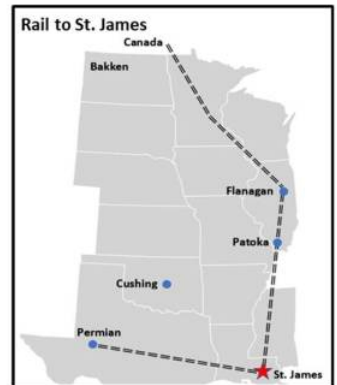 Rail to St. James
Canada
Bakken
Flanagan
Patoka
Cushing
Permian
St. James